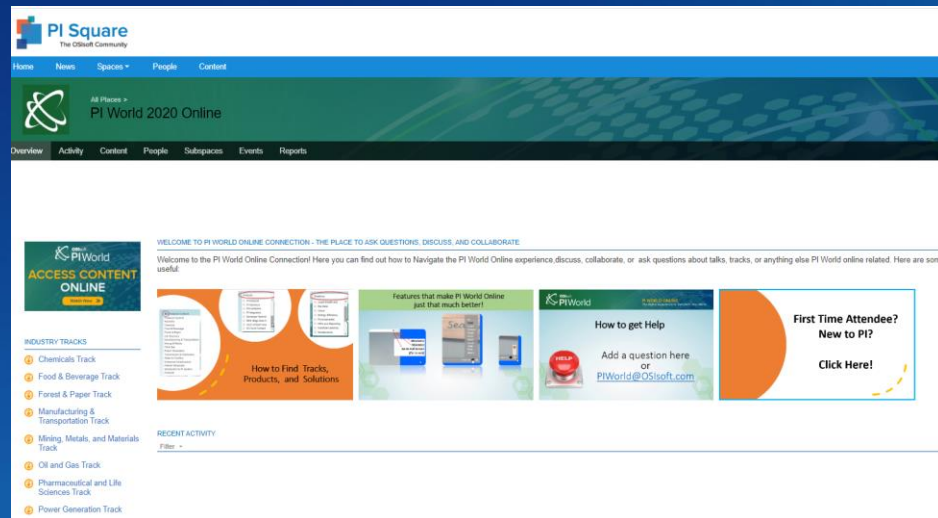 PI Square
The OSIsoft Community
Home News Spaces People Content
All Places >
PI World 2020 Online
Overview Activity Content People Subspaces Events Reports
PIWorld
ACCESS CONTENT
ONLINE
WELCOME TO PI WORLD ONLINE CONNECTION - THE PLACE TO ASK QUESTIONS, DISCUSS, AND COLLABORATE
Welcome to the PI World Online Connection! Here you can find out how to Navigate the PI World Online experience,discuss, collaborate, or ask questions about talks, tracks, or anything else PI World online related. Here are som
useful:
How to Find Tracks,
Products, and Solutions
Features that make PI World Online
just that much better!
PIWorld
How to get Help
HELP
Add a question here
or
PIWorld@OSIsoft.com
First Time Attendee?
New to PI?
Click Here!
INDUSTRY TRACKS
Chemicals Track
Food & Beverage Track
Forest & Paper Track
Manufacturing &
Transportation Track
Mining, Metals, and Materials
Track
Oil and Gas Track
Pharmaceutical and Life
Sciences Track
Power Generation Track
RECENT ACTIVITY
Filter